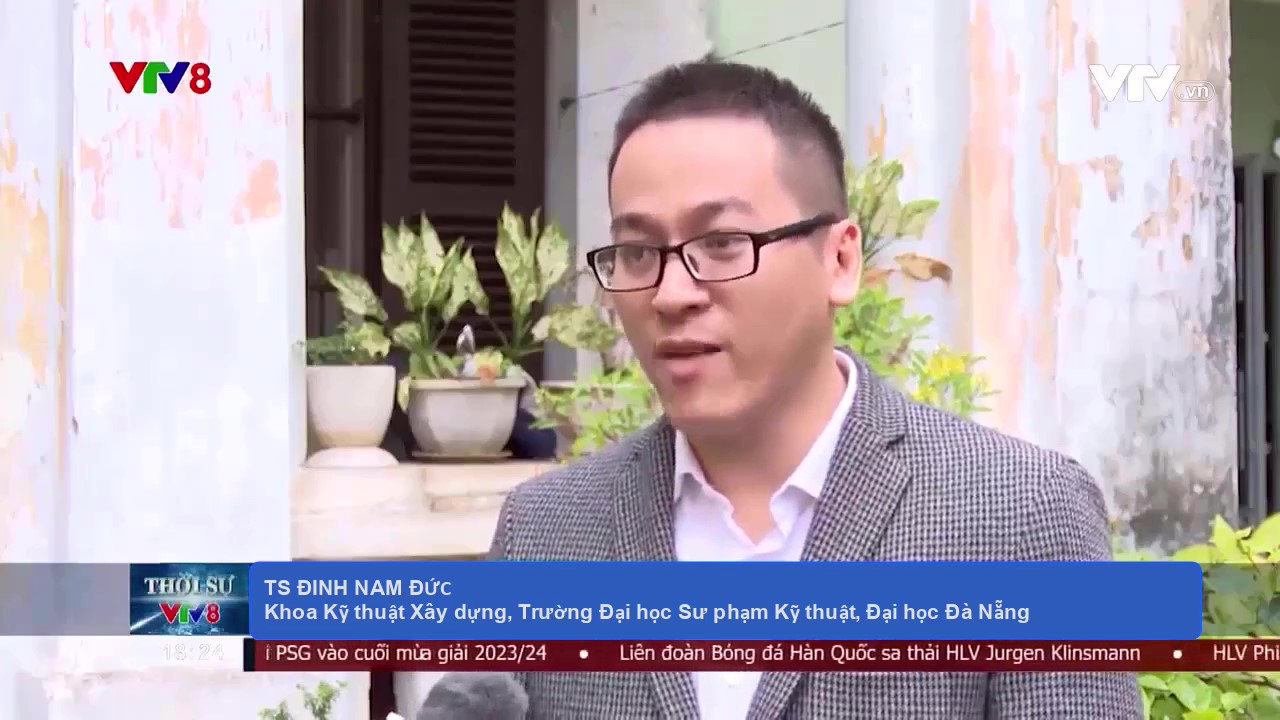 VTV8
VTV.vn
TS ĐINH NAM ĐỨC
Khoa Kỹ thuật Xây dựng, Trường Đại học Sư phạm Kỹ thuật, Đại học Đà Nẵng
THỜI SỰ
VTV8
18:24
PSG vào cuối mùa giải 2023/24 • Liên đoàn Bóng đá Hàn Quốc sa thải HLV Jurgen Klinsmann • HLV Phi